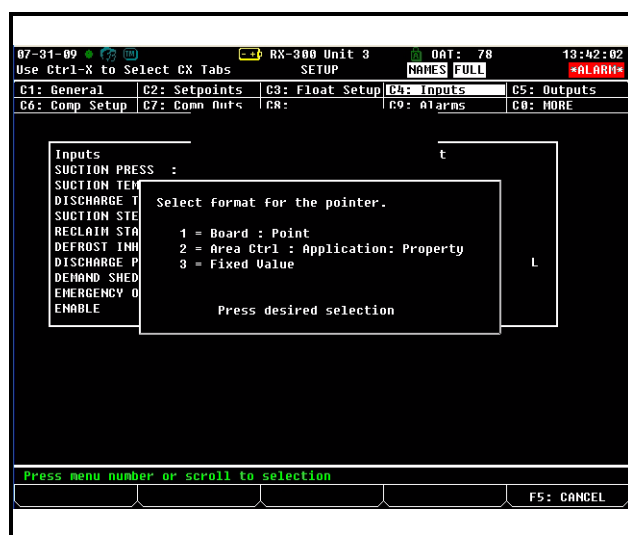 07-31-09 RX-300 Unit 3 OAT: 78 13:42:02
Use Ctrl-X to Select CX Tabs SETUP NAMES FULL *ALARM*
C1: General C2: Setpoints C3: Float Setup C4: Inputs C5: Outputs
C6: Comp Setup C7: Comp Outs C8: C9: Alarms C0: MORE
Inputs t
SUCTION PRESS :
SUCTION TEM
DISCHARGE T
SUCTION STE
RECLAIM STA
DEFROST INH
DISCHARGE P L
DEMAND SHED
EMERGENCY O
ENABLE
Select format for the pointer.
1 = Board : Point
2 = Area Ctrl : Application: Property
3 = Fixed Value
Press desired selection
Press menu number or scroll to selection
F5: CANCEL